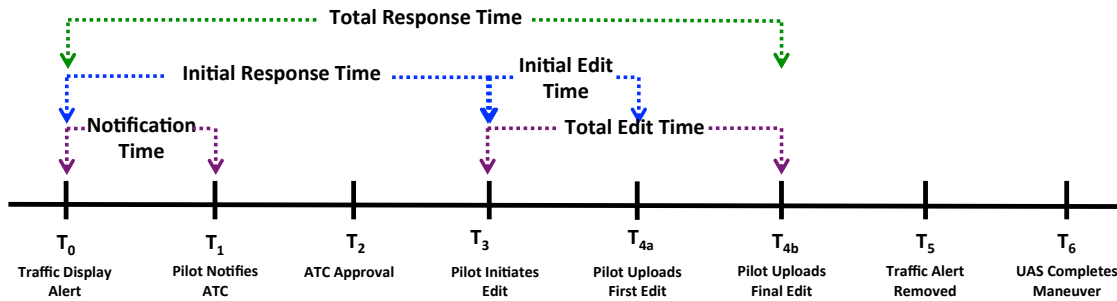 Total Response Time
Initial Response Time
Initial Edit
Time
Notification
Time
Total Edit Time
T0 T1 T2 T3 T4a T4b T5 T6
Traffic Display
Alert
Pilot Notifies
ATC
ATC Approval
Pilot Initiates
Edit
Pilot Uploads
First Edit
Pilot Uploads
Final Edit
Traffic Alert
Removed
UAS Completes
Maneuver